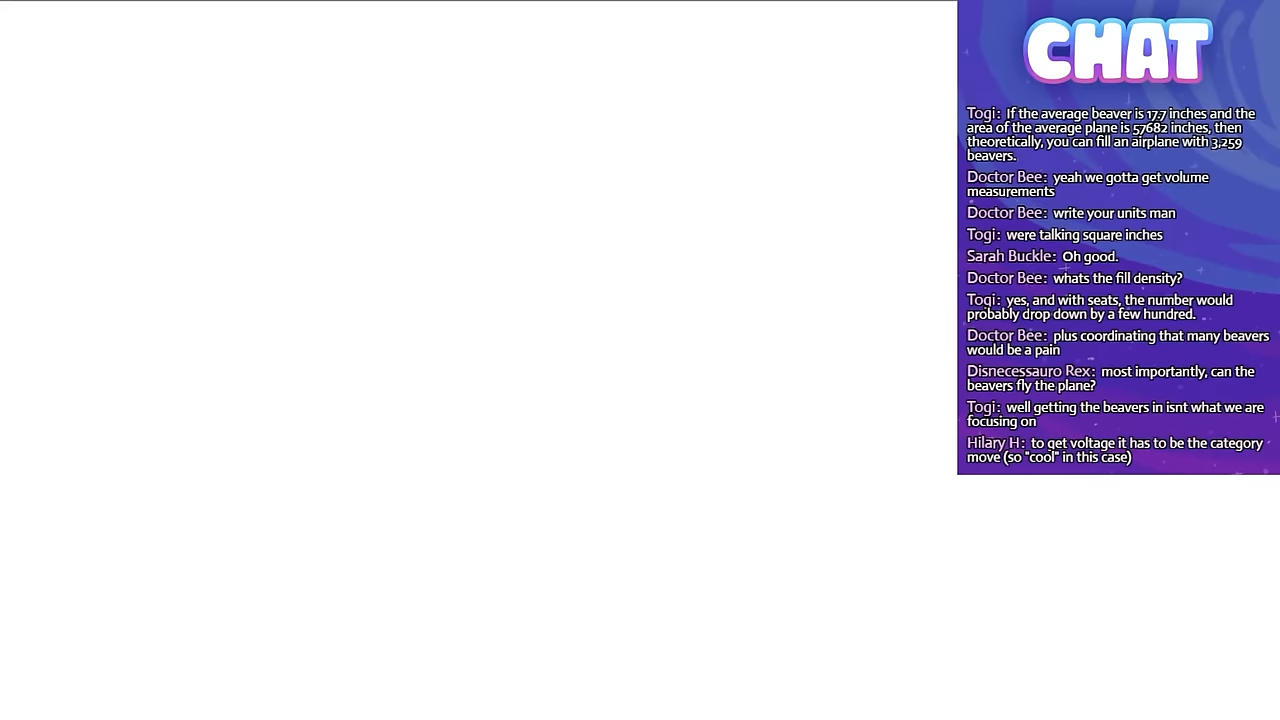 CHAT
Togi: If the average beaver is 17.7 inches and the
area of the average plane is 57682 inches, then
theoretically, you can fill an airplane with 3,259
beavers.
Doctor Bee: yeah we gotta get volume
measurements
Doctor Bee: write your units man
Togi: were talking square inches
Sarah Buckle: Oh good.
Doctor Bee: whats the fill density?
Togi: yes, and with seats, the number would
probably drop down by a few hundred.
Doctor Bee: plus coordinating that many beavers
would be a pain
Disnecessauro Rex: most importantly, can the
beavers fly the plane?
Togi: well getting the beavers in isnt what we are
focusing on
Hilary H: to get voltage it has to be the category
move (so "cool" in this case)